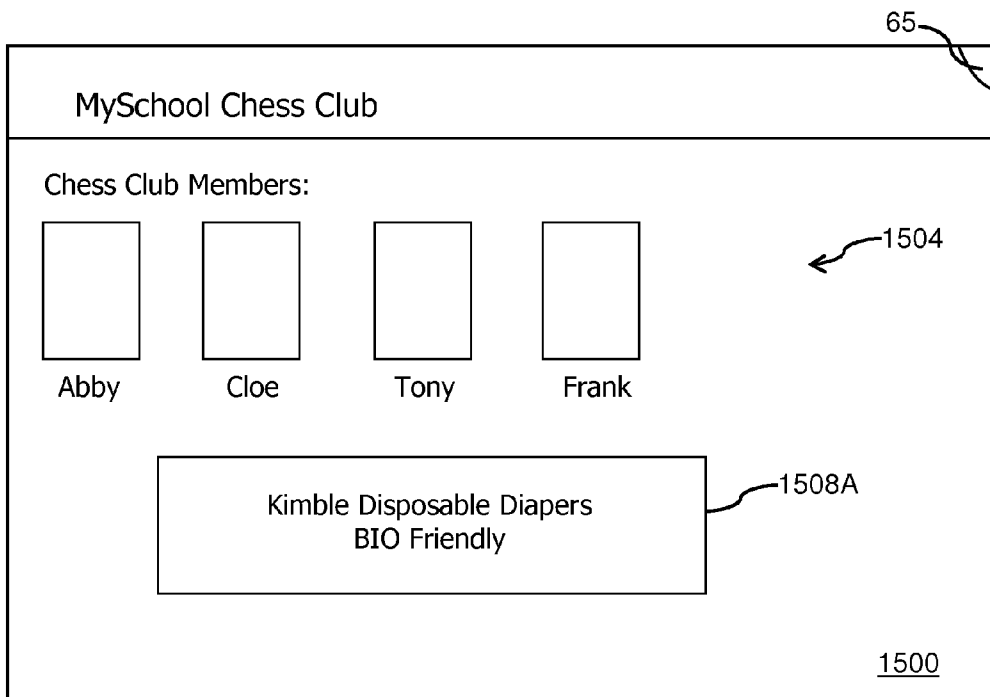 65
MySchool Chess Club
Chess Club Members:
1504
Abby Cloe Tony Frank
Kimble Disposable Diapers
BIO Friendly
1508A
1500